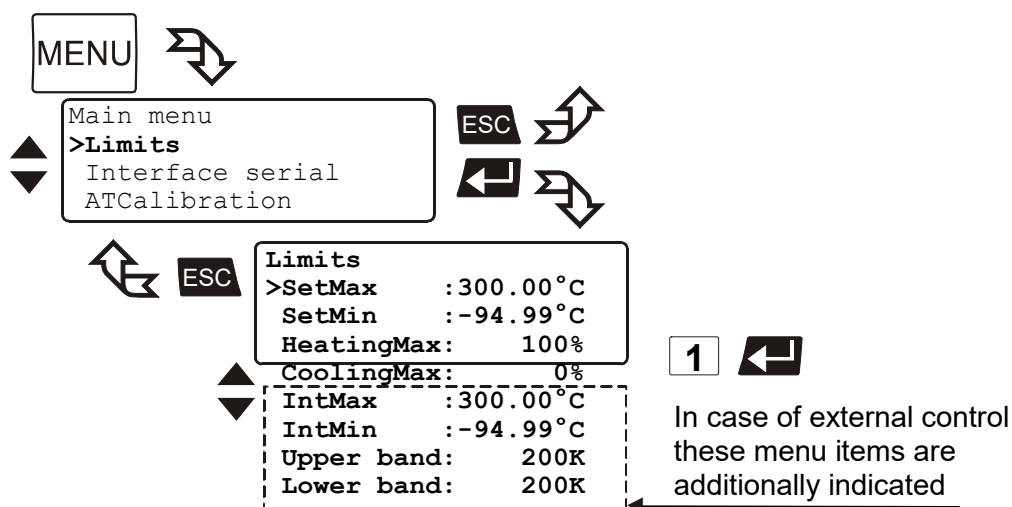 MENU
Main menu
>Limits
Interface serial
ATCalibration
ESC
ESC
Limits
>SetMax :300.00°C
SetMin :-94.99°C
HeatingMax: 100%
CoolingMax: 0%
IntMax :300.00°C
IntMin :-94.99°C
Upper band: 200K
Lower band: 200K
1
In case of external control
these menu items are
additionally indicated